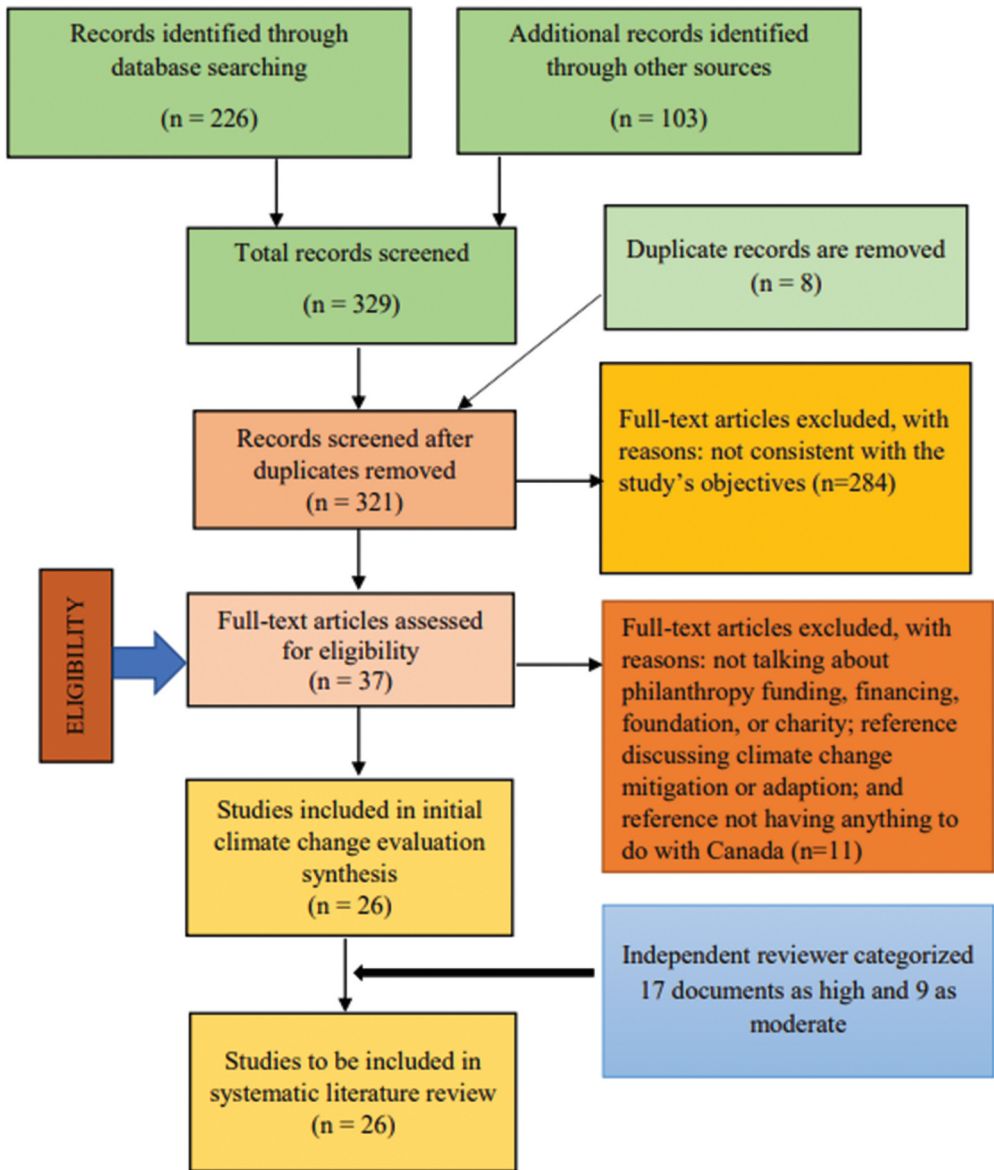 Records identified through
database searching
(n = 226)
Additional records identified
through other sources
(n = 103)
Total records screened
(n = 329)
Duplicate records are removed
(n = 8)
Records screened after
duplicates removed
(n = 321)
Full-text articles excluded, with
reasons: not consistent with the
study's objectives (n=284)
ELIGIBILITY
Full-text articles assessed
for eligibility
(n = 37)
Full-text articles excluded, with
reasons: not talking about
philanthropy funding, financing,
foundation, or charity; reference
discussing climate change
mitigation or adaption; and
reference not having anything to
do with Canada (n=11)
Studies included in initial
climate change evaluation
synthesis
(n = 26)
Independent reviewer categorized
17 documents as high and 9 as
moderate
Studies to be included in
systematic literature review
(n = 26)